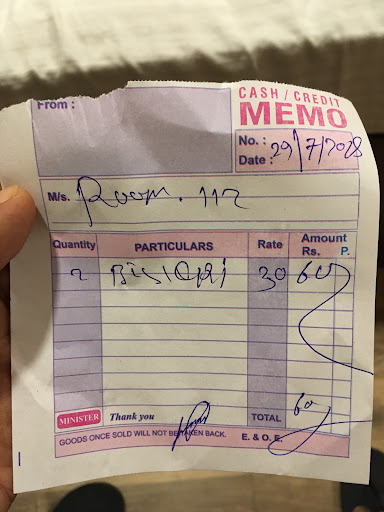 From :
CASH / CREDIT
MEMO
No. :
Date : 29/7/2028
M/s. Room. 112
Quantity PARTICULARS Rate Amount
Rs. P.
2 Bisleri 30 60
MINISTER Thank you TOTAL 60
GOODS ONCE SOLD WILL NOT BE TAKEN BACK. E. & O. E.